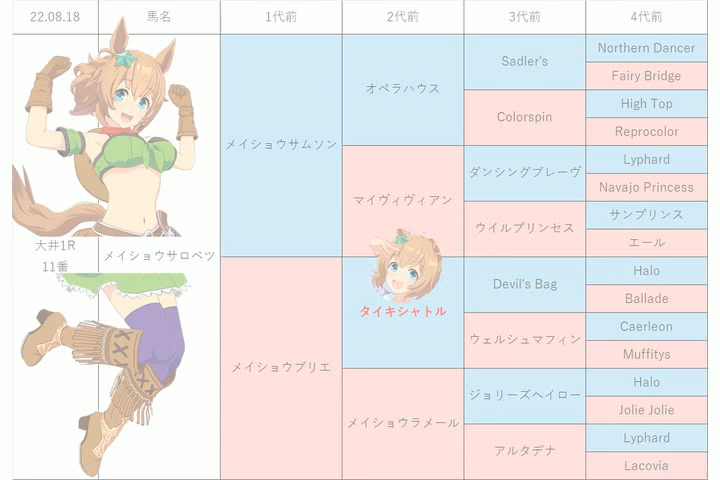 22.08.18 馬名 1代前 2代前 3代前 4代前
大井1R
11番
メイショウサロベツ
メイショウサムソン
メイショウブリエ
オペラハウス
マイヴィヴィアン
タイキシャトル
メイショウラメール
Sadler's
Colorspin
ダンシングブレーヴ
ウイルプリンセス
Devil's Bag
ウェルシュマフィン
ジョリーズヘイロー
アルタデナ
Northern Dancer
Fairy Bridge
High Top
Reprocolor
Lyphard
Navajo Princess
サンプリンス
エール
Halo
Ballade
Caerleon
Muffitys
Halo
Jolie Jolie
Lyphard
Lacovia